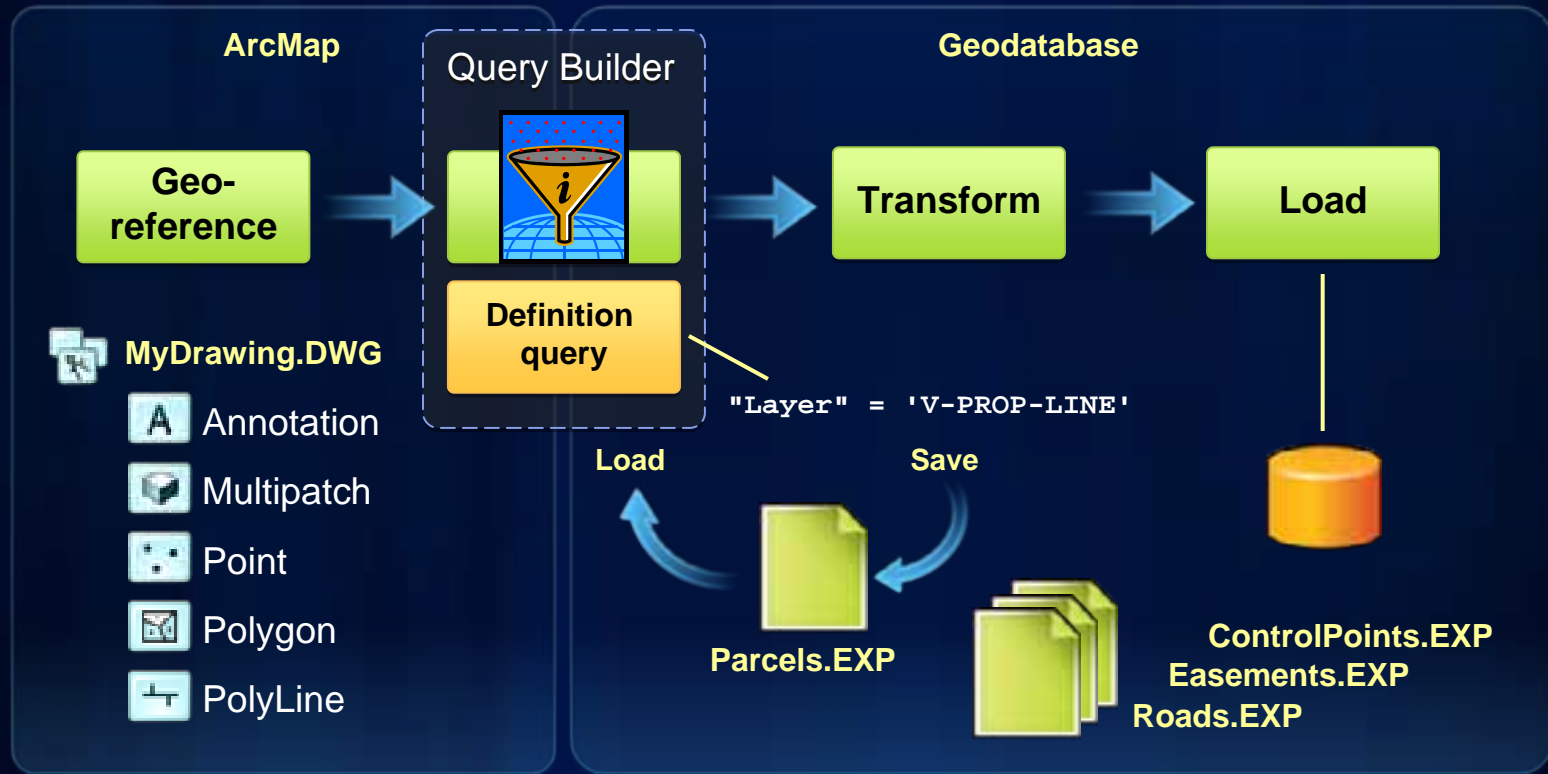 ArcMap
Query Builder
Geodatabase
Geo-
reference
i
Transform
Load
Definition
query
MyDrawing.DWG
A Annotation
Multipatch
Point
Polygon
PolyLine
"Layer" = 'V-PROP-LINE'
Load
Save
Parcels.EXP
ControlPoints.EXP
Easements.EXP
Roads.EXP